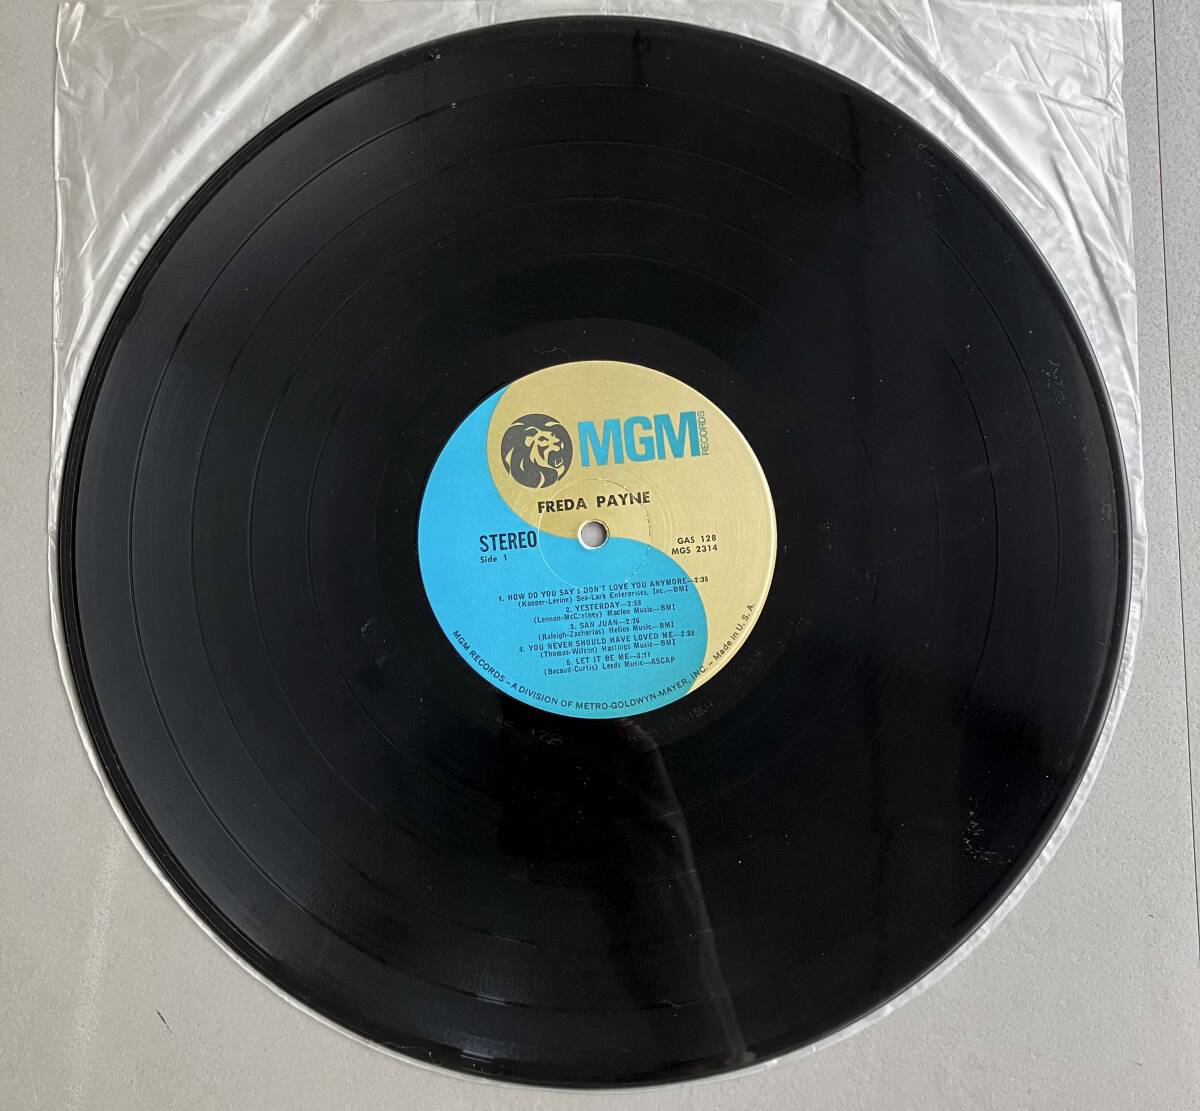 MGM RECORDS
FREDA PAYNE
STEREO
Side 1
GAS 128
MGS 2314
1. HOW DO YOU SAY I DON'T LOVE YOU ANYMORE—2:35
(Kooper-Levine) Sea-Lark Enterprises, Inc.—BMI
2. YESTERDAY—2:58
(Lennon-McCartney) Maclen Music—BMI
3. SAN JUAN—2:26
(Raleigh-Zacharias) Helios Music—BMI
4. YOU NEVER SHOULD HAVE LOVED ME—2:38
(Thomas-Wilson) Hastings Music—BMI
5. LET IT BE ME—3:11
(Becaud-Curtis) Leeds Music—ASCAP
MGM RECORDS – A DIVISION OF METRO-GOLDWYN-MAYER, INC. – Made in U. S. A.
128